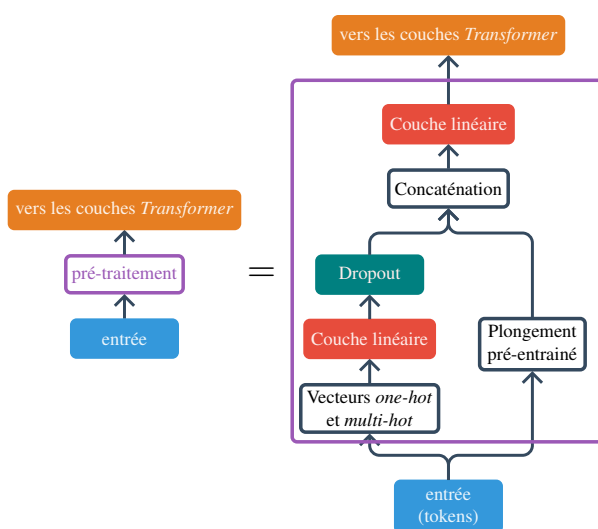 vers les couches Transformer
pré-traitement
entrée
=
vers les couches Transformer
Couche linéaire
Concaténation
Dropout
Couche linéaire
Plongement
pré-entrainé
Vecteurs one-hot
et multi-hot
entrée
(tokens)